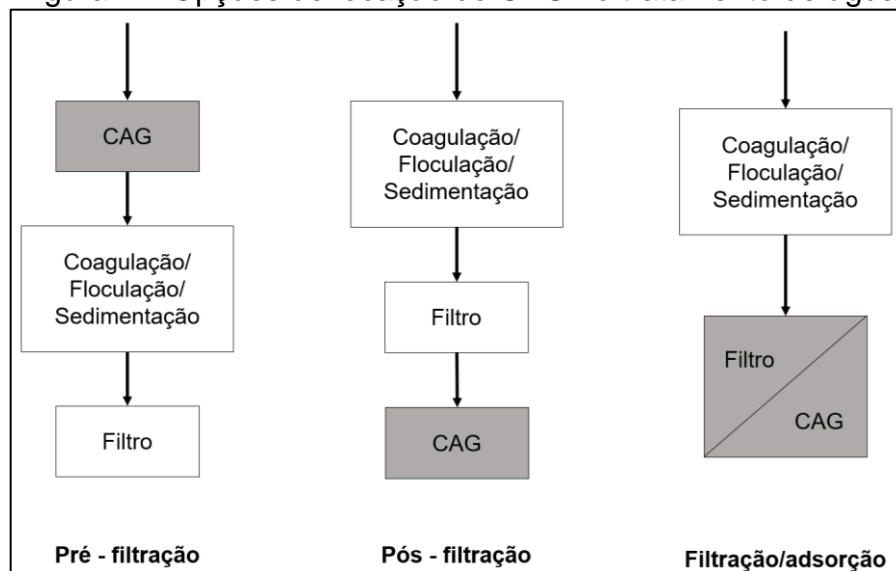 CAG
Coagulação/
Floculação/
Sedimentação
Filtro
Pré - filtração
Coagulação/
Floculação/
Sedimentação
Filtro
CAG
Pós - filtração
Coagulação/
Floculação/
Sedimentação
Filtro
CAG
Filtração/adsorção